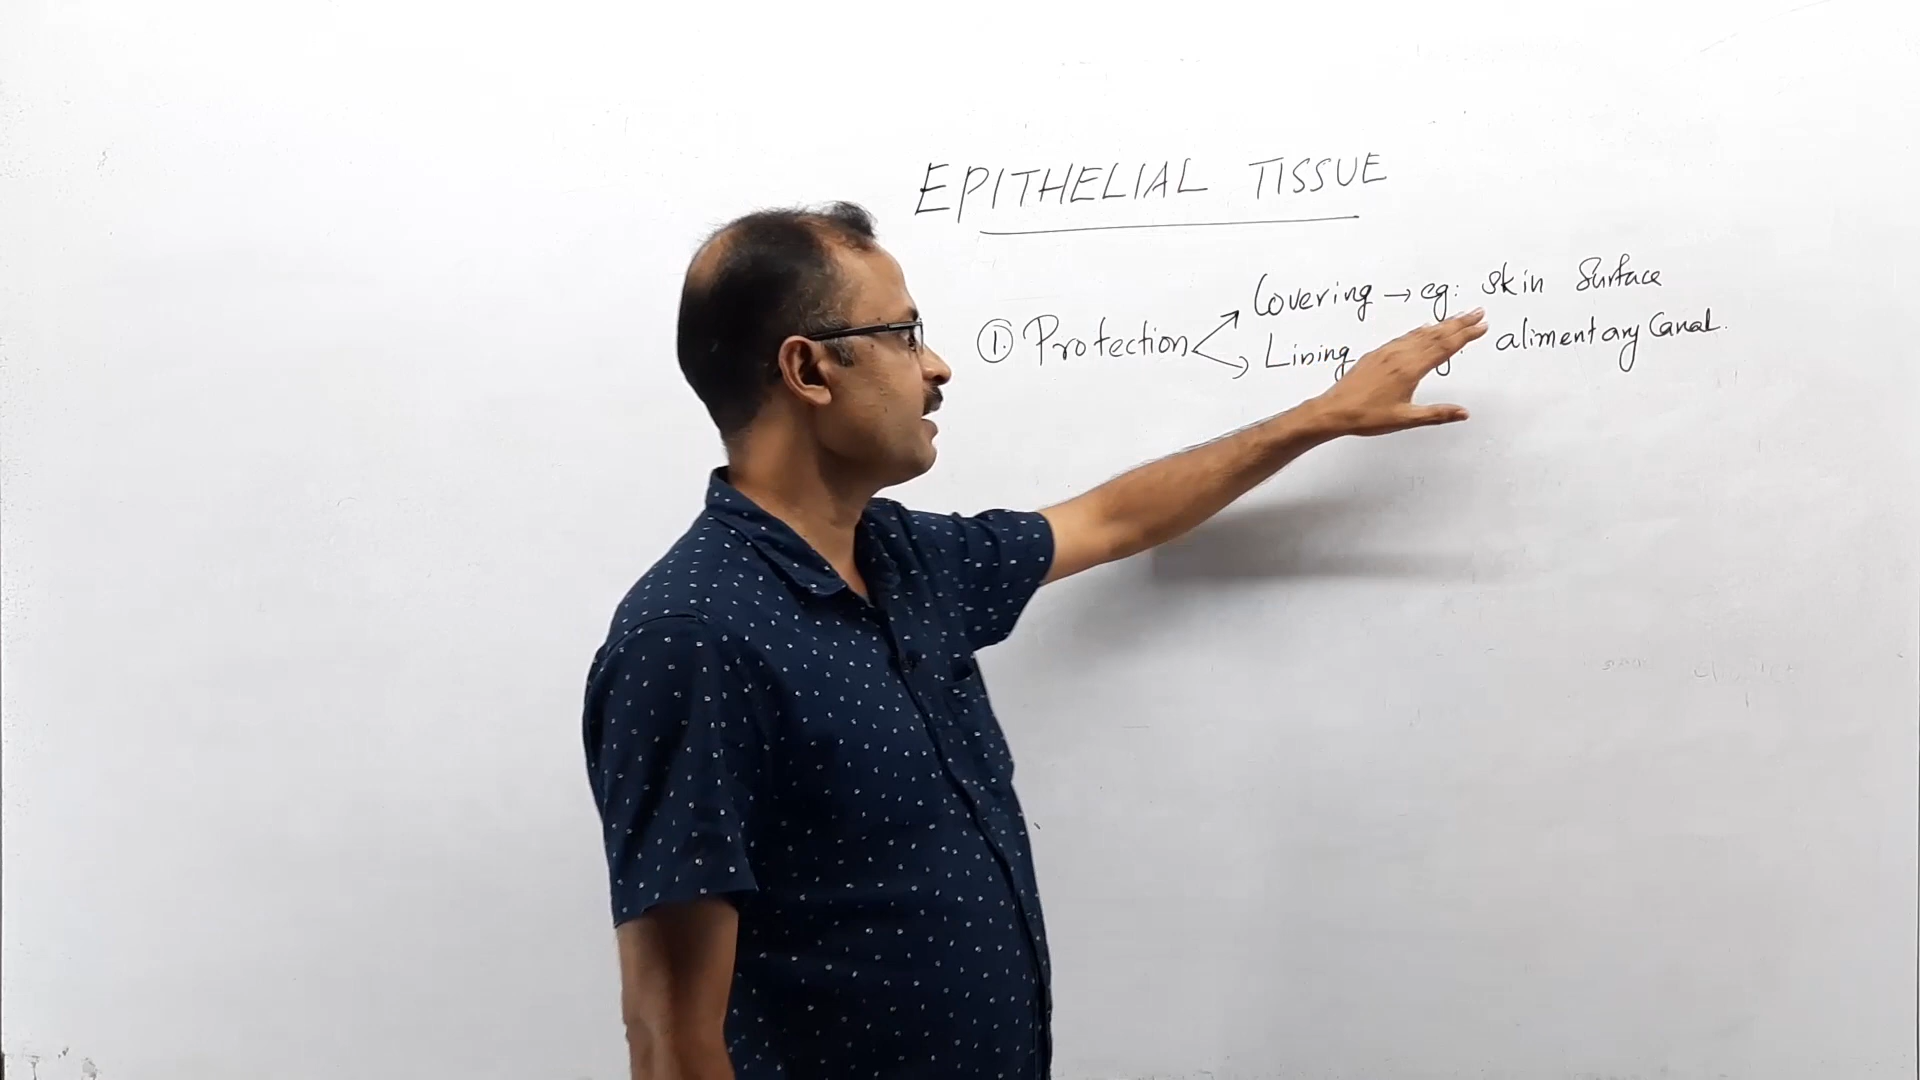 EPITHELIAL TISSUE
① Protection
Covering → eg: skin Surface
Lining
alimentary Canal.